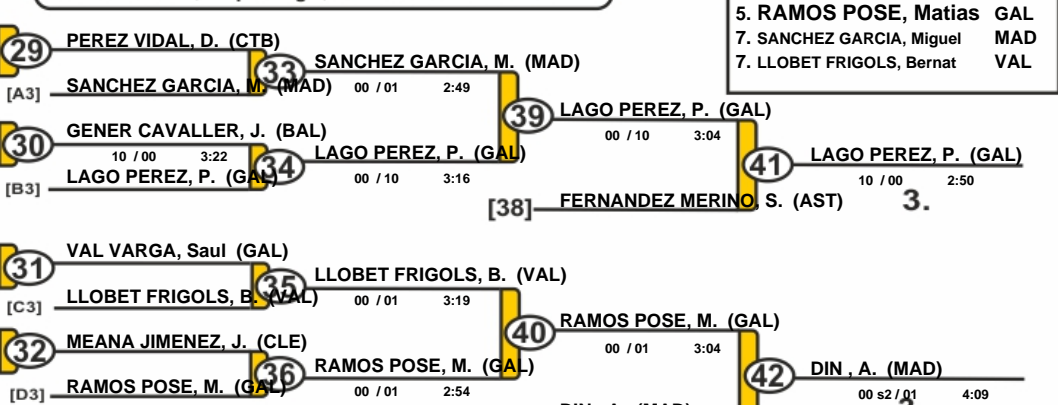 5. RAMOS POSE, Matias GAL
7. SANCHEZ GARCIA, Miguel MAD
7. LLOBET FRIGOLS, Bernat VAL
29
PEREZ VIDAL, D. (CTB)
[A3]
SANCHEZ GARCIA, M. (MAD)
33
SANCHEZ GARCIA, M. (MAD)
00 / 01 2:49
30
GENER CAVALLER, J. (BAL)
10 / 00 3:22
[B3]
LAGO PEREZ, P. (GAL)
34
LAGO PEREZ, P. (GAL)
00 / 10 3:16
39
LAGO PEREZ, P. (GAL)
00 / 10 3:04
[38]
FERNANDEZ MERINO, S. (AST)
41
LAGO PEREZ, P. (GAL)
10 / 00 2:50
3.
31
VAL VARGA, Saul (GAL)
[C3]
LLOBET FRIGOLS, B. (VAL)
35
LLOBET FRIGOLS, B. (VAL)
00 / 01 3:19
32
MEANA JIMENEZ, J. (CLE)
[D3]
RAMOS POSE, M. (GAL)
36
RAMOS POSE, M. (GAL)
00 / 01 2:54
40
RAMOS POSE, M. (GAL)
00 / 01 3:04
42
DIN , A. (MAD)
00 s2 / 01 4:09